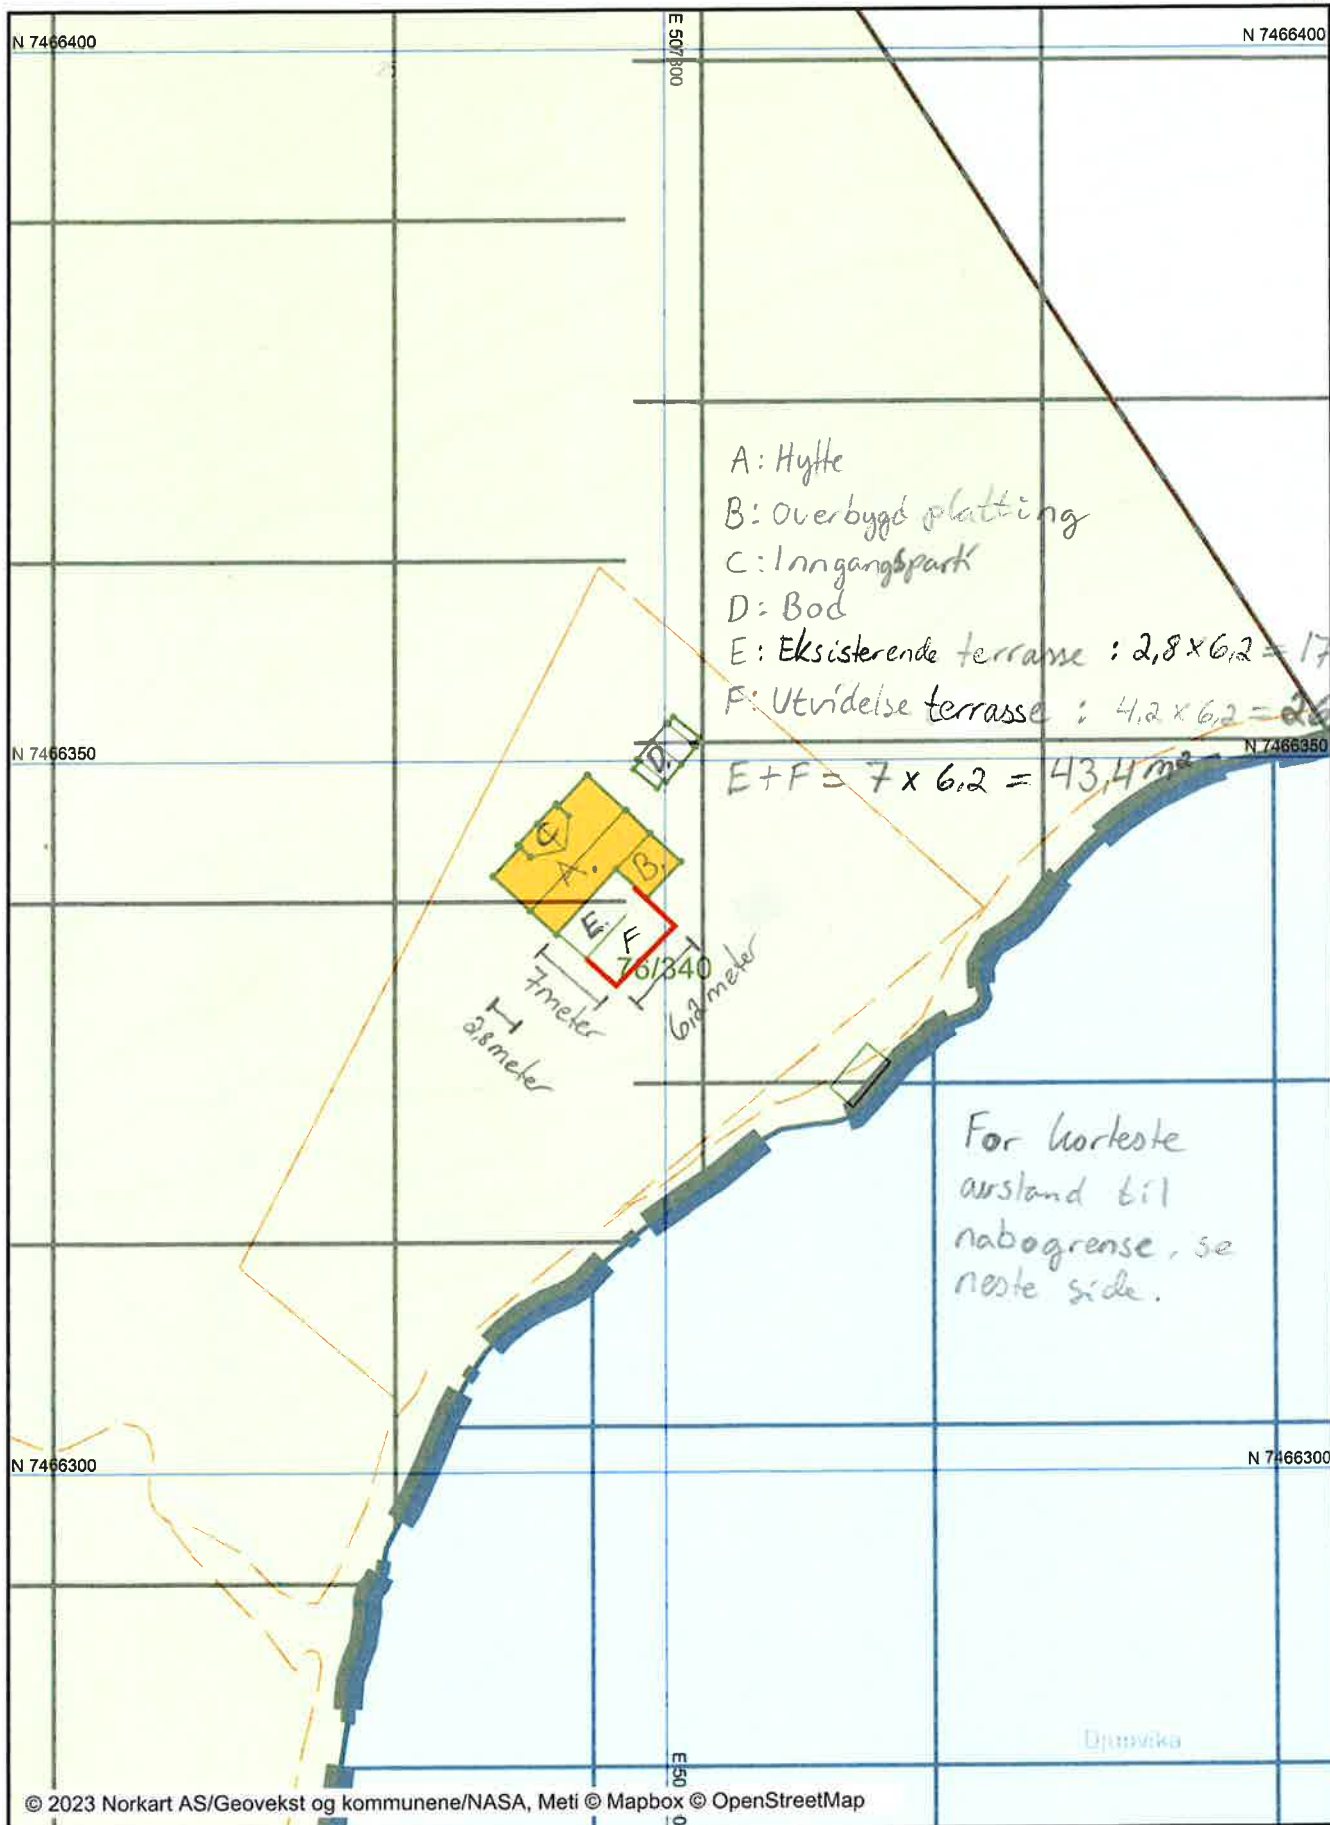 N 7466400
E 507800
N 7466400
A: Hytte
B: Overbygd platting
C: Inngangsparti
D: Bod
E: Eksisterende terrasse : 2,8 x 6,2 = 17
F: Utvidelse terrasse : 4,2 x 6,2 = 26
N 7466350
N 7466350
E+F = 7 x 6,2 = 43,4 m2
D.
C
A.
B.
E.
F
76/340
7 meter
6,2 meter
2,8 meter
For korteste
avstand til
nabogrense, se
neste side.
N 7466300
N 7466300
Djupvika
E 50
© 2023 Norkart AS/Geovekst og kommunene/NASA, Meti © Mapbox © OpenStreetMap